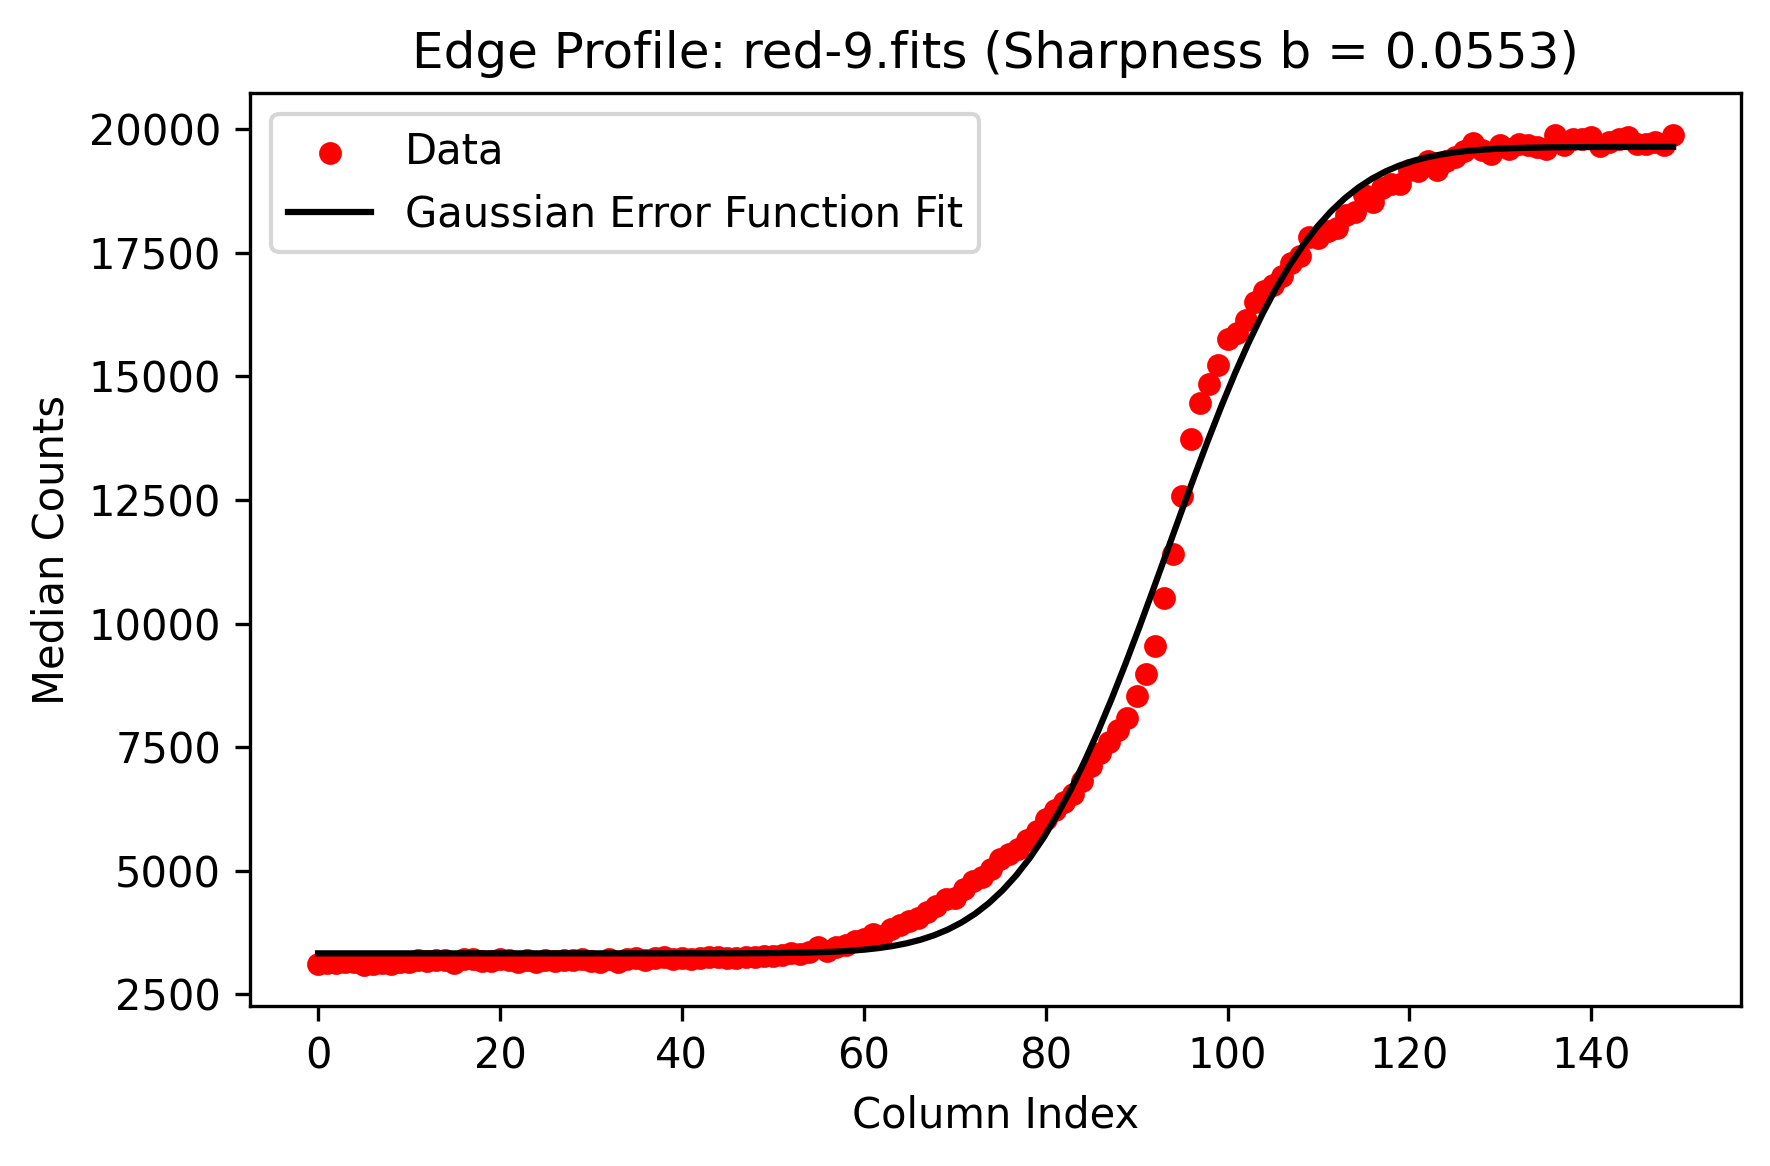 Edge Profile: red-9.fits (Sharpness b = 0.0553)
Data
Gaussian Error Function Fit
20000
17500
15000
12500
10000
7500
5000
2500
Median Counts
0 20 40 60 80 100 120 140
Column Index